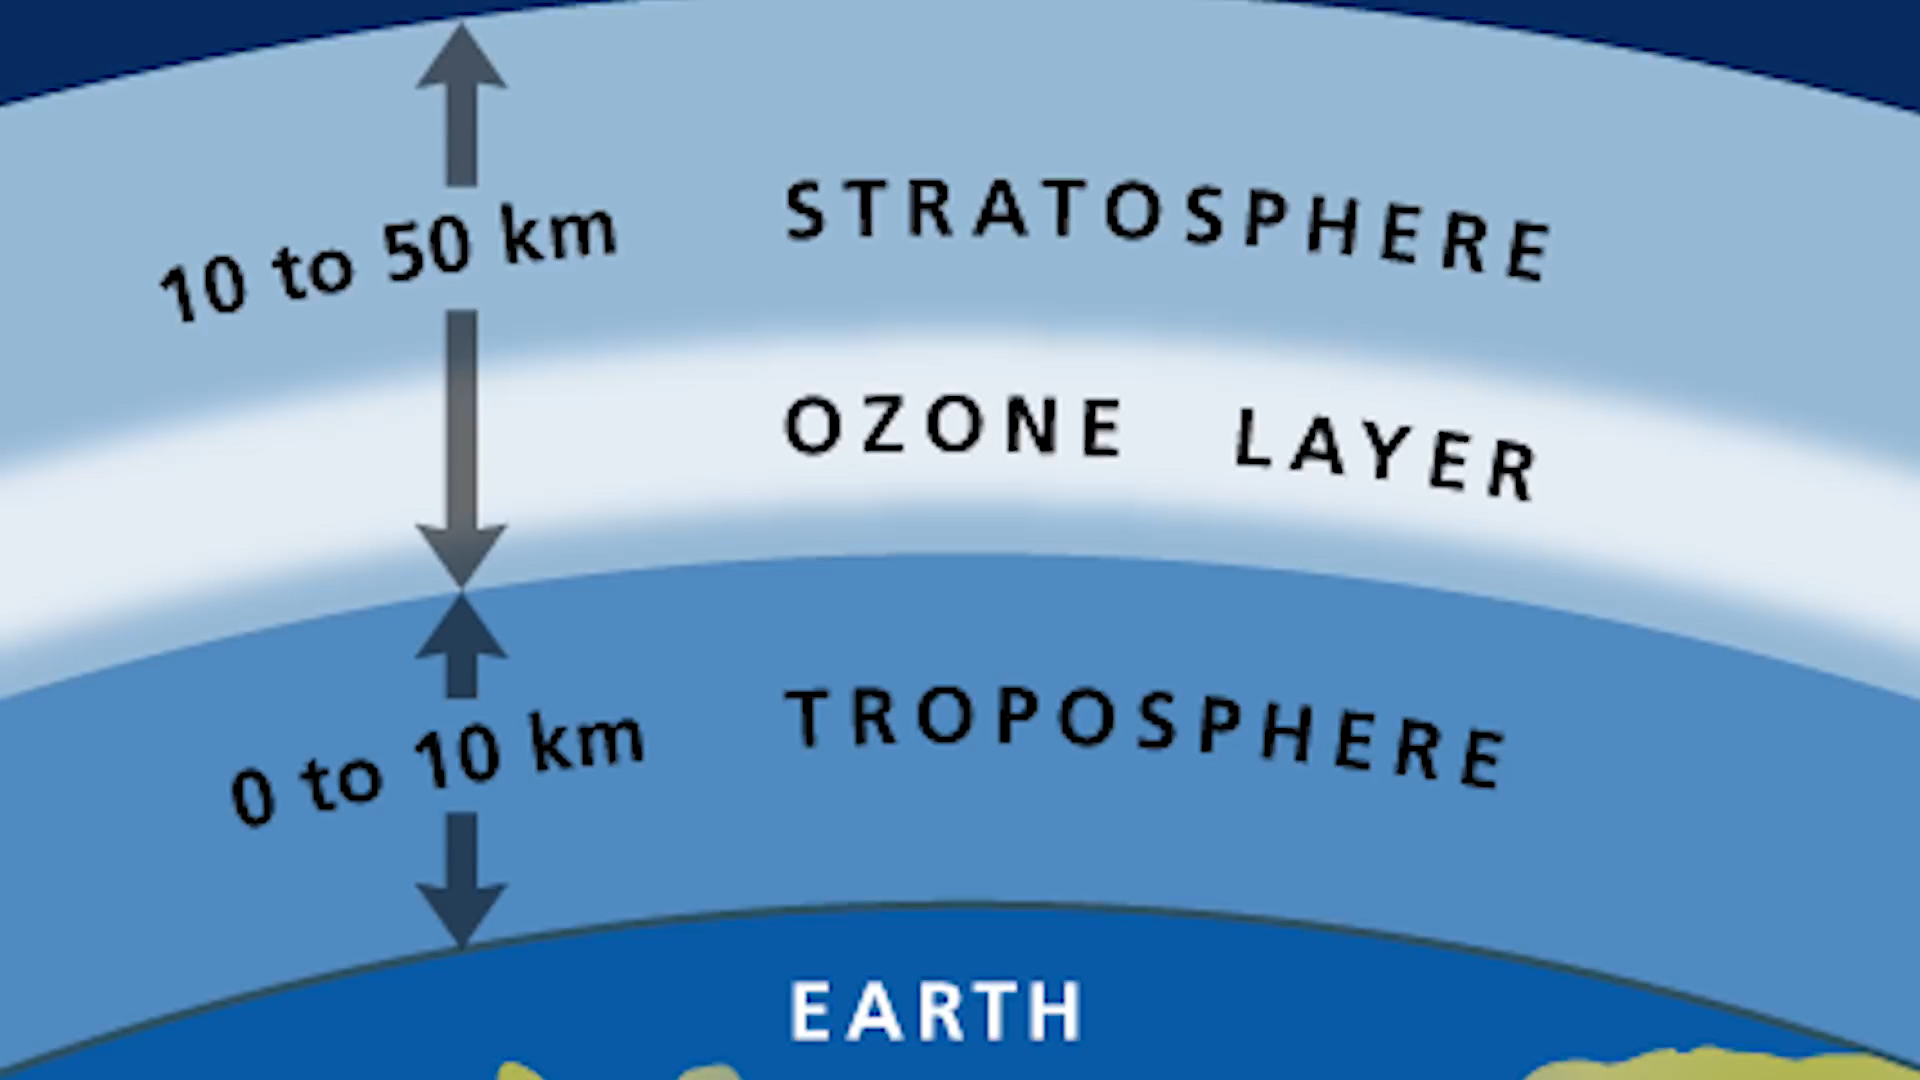 STRATOSPHERE
10 to 50 km
OZONE LAYER
TROPOSPHERE
0 to 10 km
EARTH